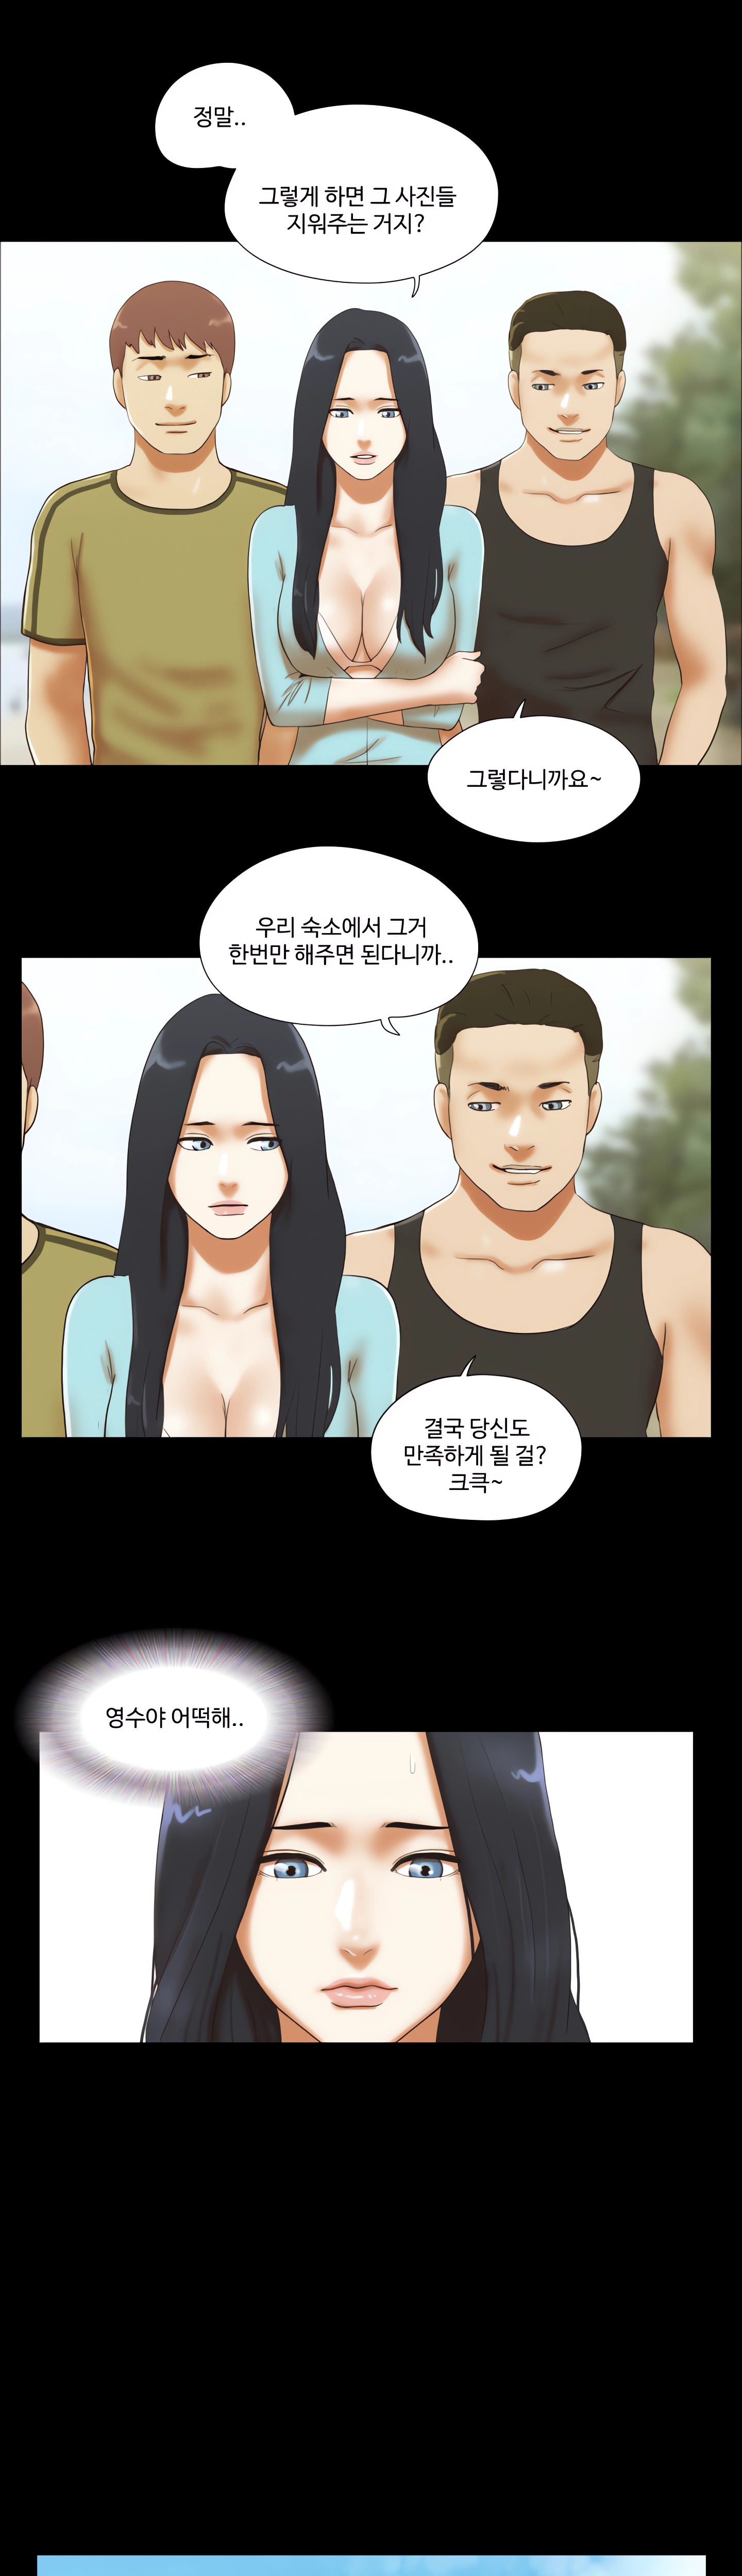 정말..
그렇게 하면 그 사진들
지워주는 거지?
그렇다니까요~
우리 숙소에서 그거
한번만 해주면 된다니까..
결국 당신도
만족하게 될 걸?
크큭~
영수야 어떡해..